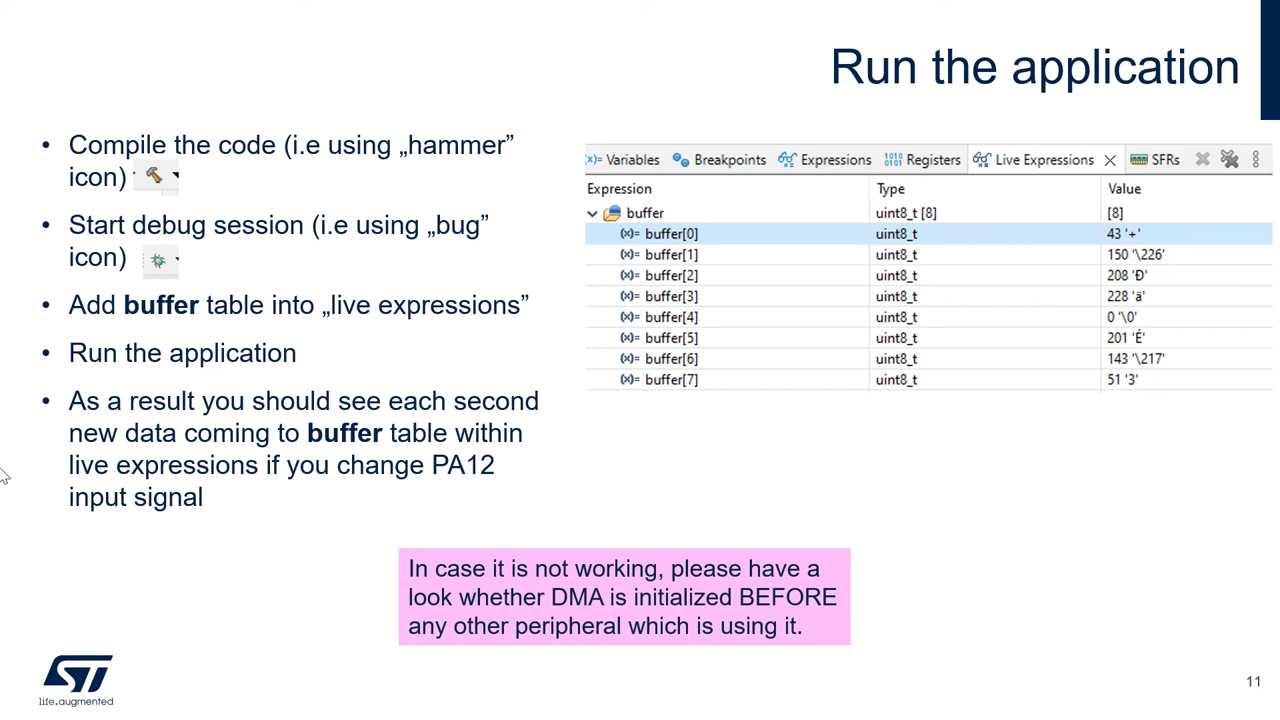 Run the application
• Compile the code (i.e using „hammer”
icon)
• Start debug session (i.e using „bug”
icon)
• Add buffer table into „live expressions”
• Run the application
• As a result you should see each second
new data coming to buffer table within
live expressions if you change PA12
input signal
(x)= Variables Breakpoints Expressions 1010 0101 Registers Live Expressions SFRs
Expression Type Value
buffer uint8_t [8] [8]
(x)= buffer[0] uint8_t 43 '+'
(x)= buffer[1] uint8_t 150 '\226'
(x)= buffer[2] uint8_t 208 'Đ'
(x)= buffer[3] uint8_t 228 'ä'
(x)= buffer[4] uint8_t 0 '\0'
(x)= buffer[5] uint8_t 201 'É'
(x)= buffer[6] uint8_t 143 '\217'
(x)= buffer[7] uint8_t 51 '3'
In case it is not working, please have a
look whether DMA is initialized BEFORE
any other peripheral which is using it.
ST
life.augmented
11